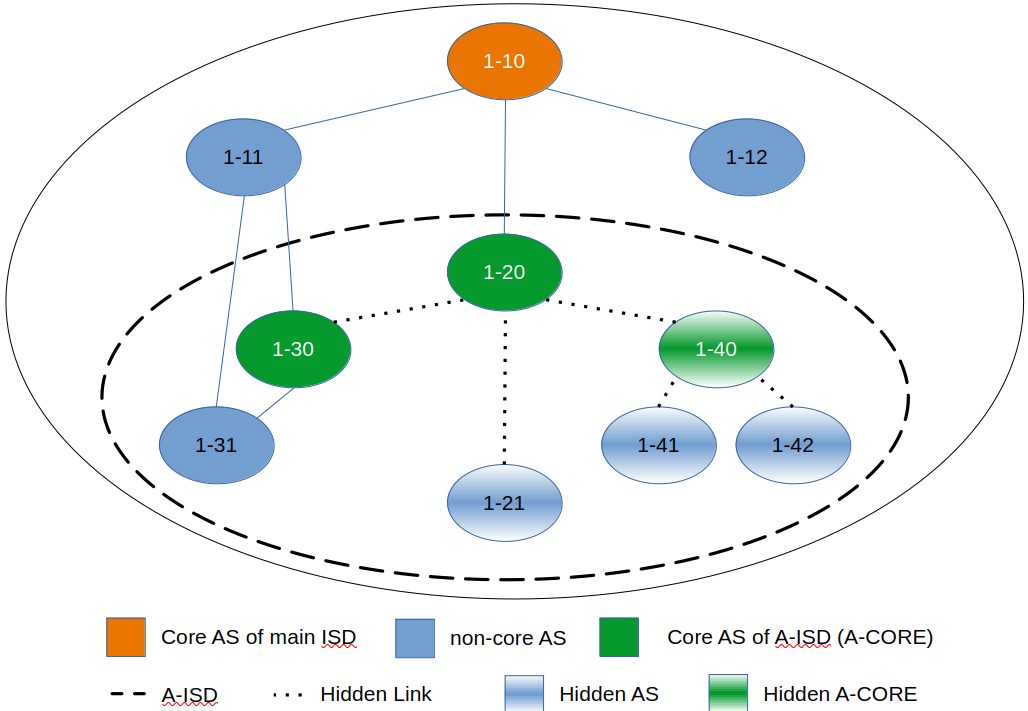 1-10
1-11
1-12
1-20
1-30
1-40
1-31
1-41
1-42
1-21
Core AS of main ISD
non-core AS
Core AS of A-ISD (A-CORE)
A-ISD
Hidden Link
Hidden AS
Hidden A-CORE